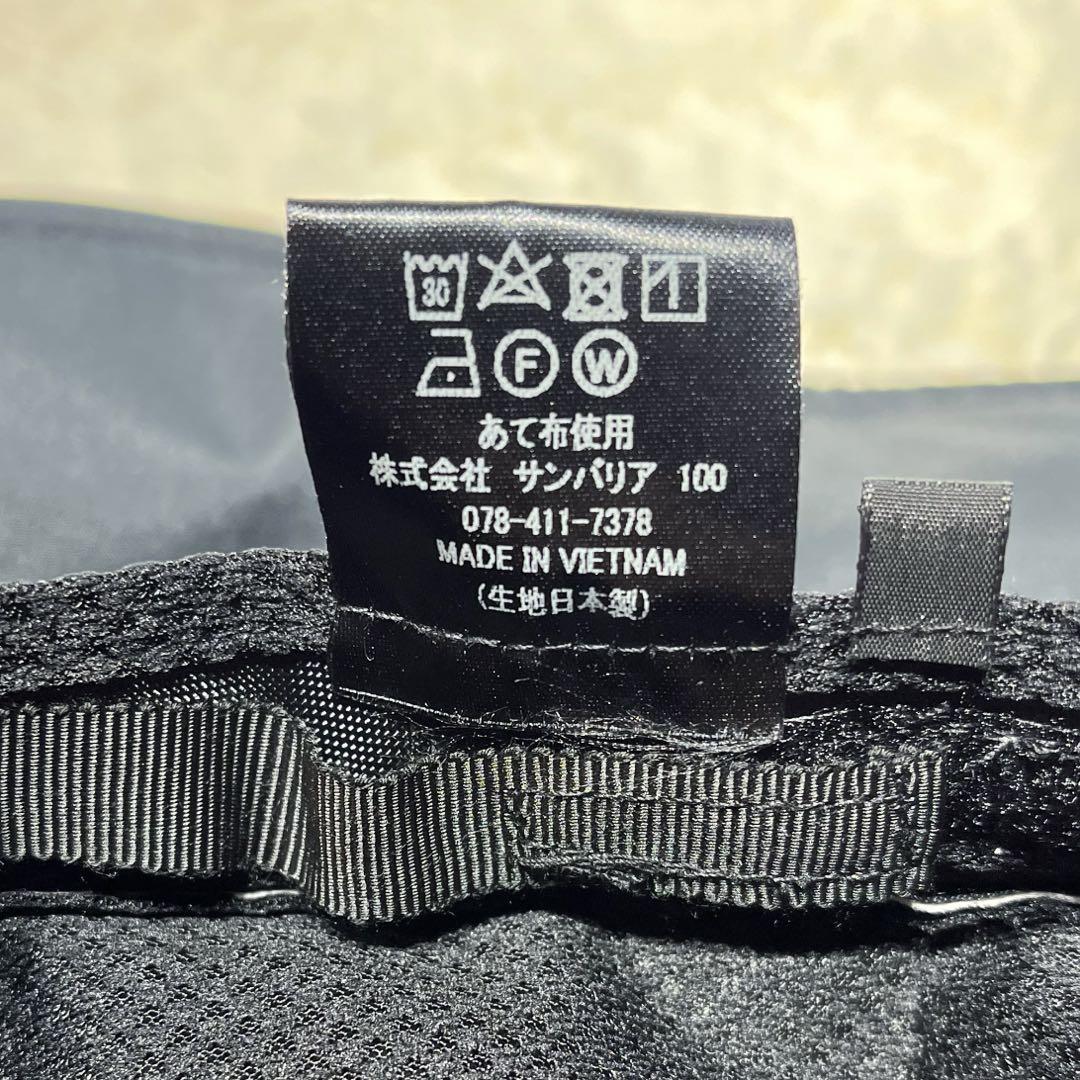 30
F W
あて布使用
株式会社 サンバリア 100
078-411-7378
MADE IN VIETNAM
(生地日本製)